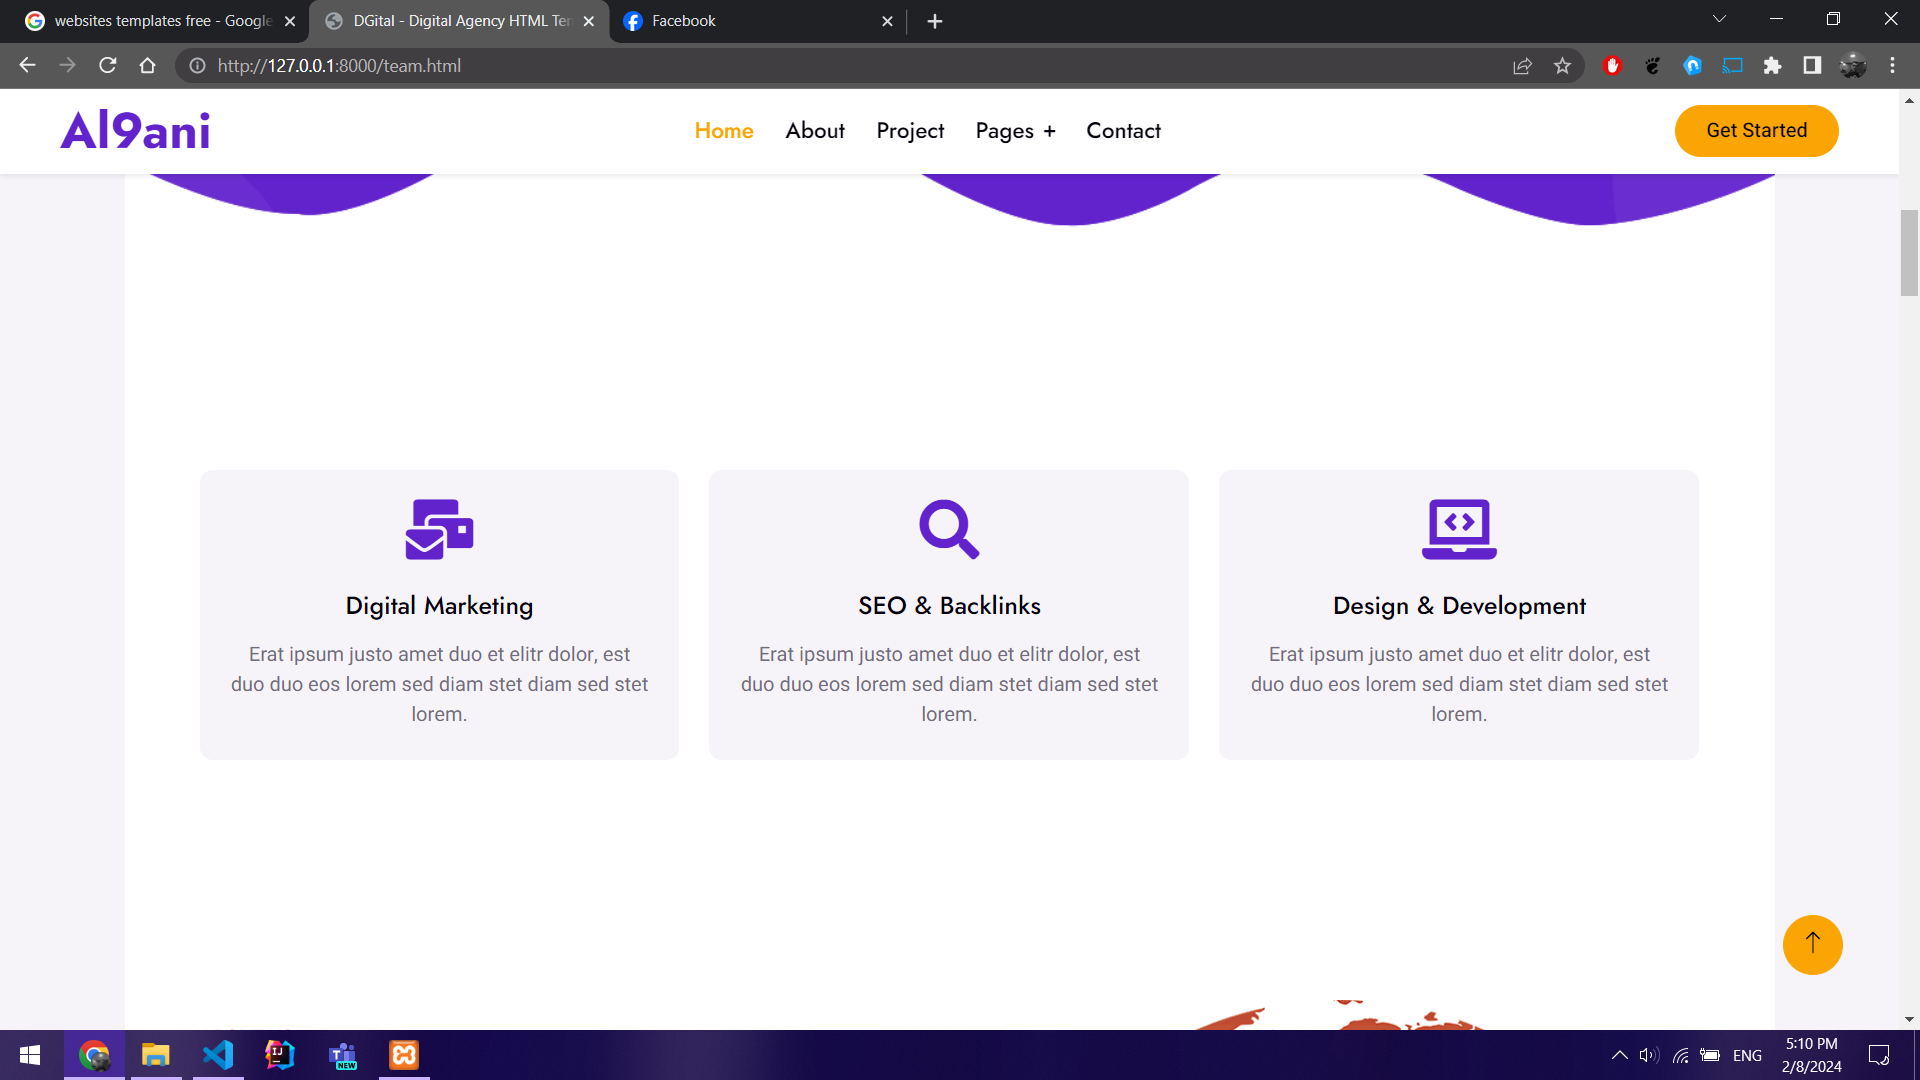 websites templates free - Google
DGital - Digital Agency HTML Ter
Facebook
http://127.0.0.1:8000/team.html
Al9ani
Home
About
Project
Pages +
Contact
Get Started
Digital Marketing
Erat ipsum justo amet duo et elitr dolor, est
duo duo eos lorem sed diam stet diam sed stet
lorem.
SEO & Backlinks
Erat ipsum justo amet duo et elitr dolor, est
duo duo eos lorem sed diam stet diam sed stet
lorem.
Design & Development
Erat ipsum justo amet duo et elitr dolor, est
duo duo eos lorem sed diam stet diam sed stet
lorem.
IJ
T
NEW
ENG
5:10 PM
2/8/2024